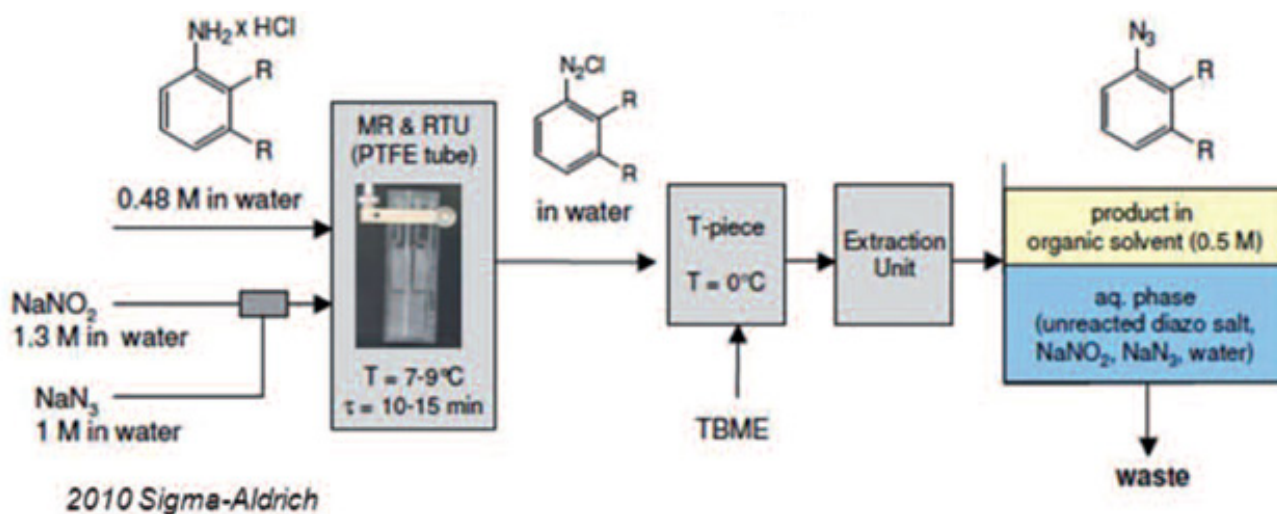 NH2 x HCl
R
R
0.48 M in water
NaNO2
1.3 M in water
NaN3
1 M in water
MR & RTU
(PTFE tube)
T = 7-9°C
τ = 10-15 min
N2Cl
R
R
in water
T-piece
T = 0°C
TBME
Extraction
Unit
N3
R
R
product in
organic solvent (0.5 M)
aq. phase
(unreacted diazo salt,
NaNO2, NaN3, water)
waste
2010 Sigma-Aldrich